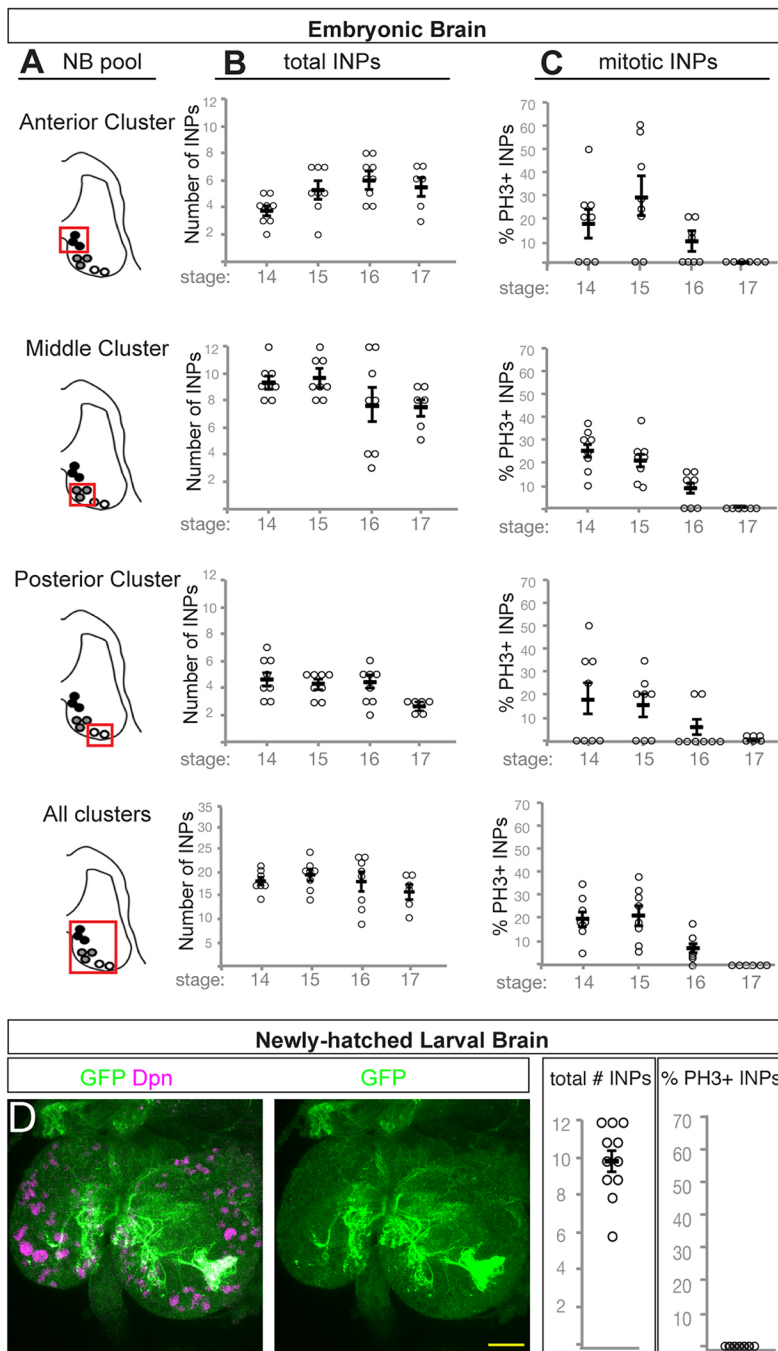 Embryonic Brain
A NB pool B total INPs C mitotic INPs
Anterior Cluster
Number of INPs
12
10
8
6
4
2
stage: 14 15 16 17
% PH3+ INPs
70
60
50
40
30
20
10
stage: 14 15 16 17
Middle Cluster
Number of INPs
12
10
8
6
4
2
stage: 14 15 16 17
% PH3+ INPs
70
60
50
40
30
20
10
stage: 14 15 16 17
Posterior Cluster
Number of INPs
12
10
8
6
4
2
stage: 14 15 16 17
% PH3+ INPs
70
60
50
40
30
20
10
stage: 14 15 16 17
All clusters
Number of INPs
35
30
25
20
15
10
5
stage: 14 15 16 17
% PH3+ INPs
70
60
50
40
30
20
10
stage: 14 15 16 17
Newly-hatched Larval Brain
GFP Dpn GFP total # INPs % PH3+ INPs
D
12
10
8
6
4
2
70
60
50
40
30
20
10